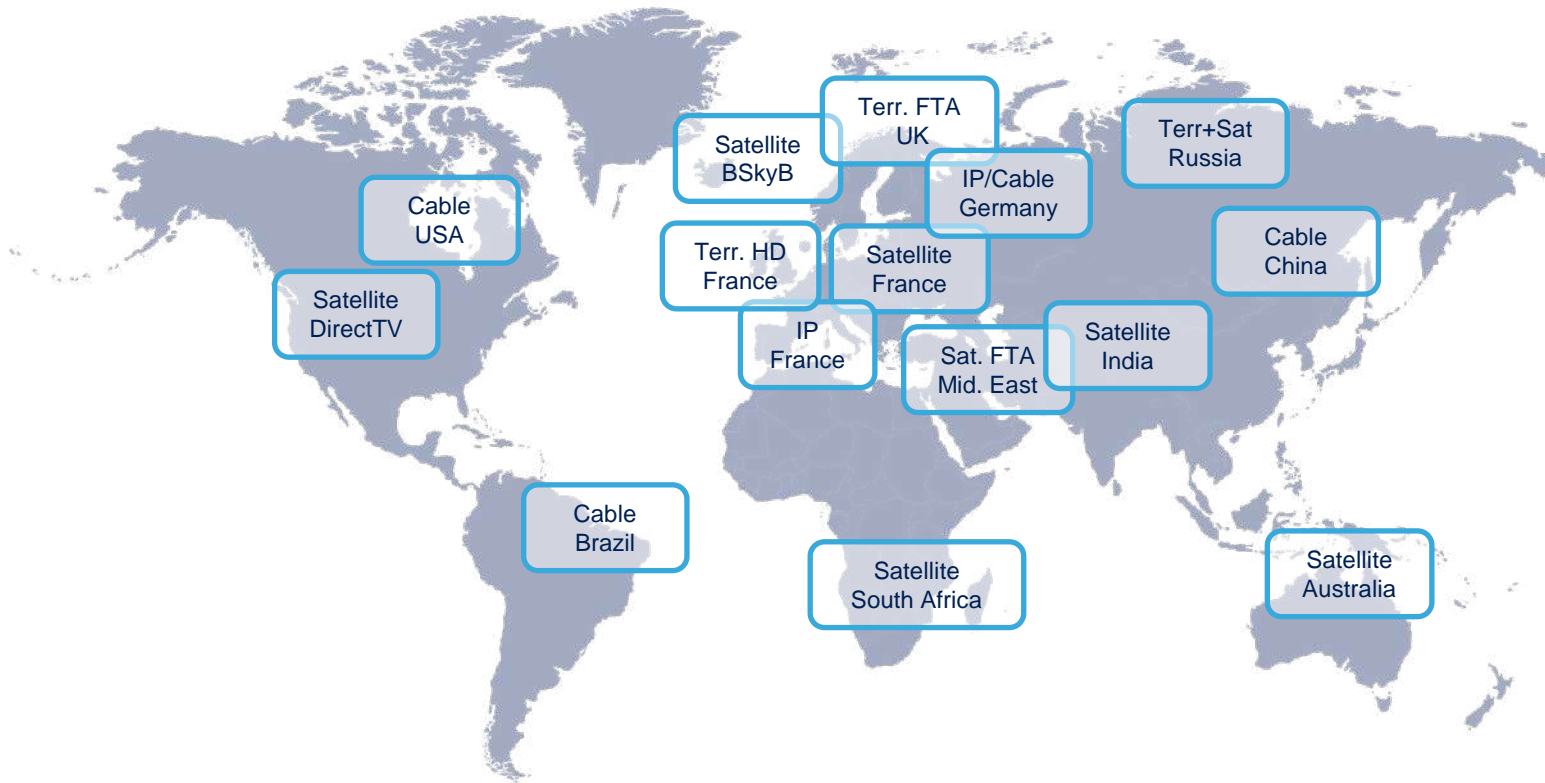 Terr. FTA
UK
Satellite
BSkyB
Terr+Sat
Russia
IP/Cable
Germany
Cable
USA
Terr. HD
France
Satellite
France
Cable
China
Satellite
DirectTV
IP
France
Sat. FTA
Mid. East
Satellite
India
Cable
Brazil
Satellite
South Africa
Satellite
Australia